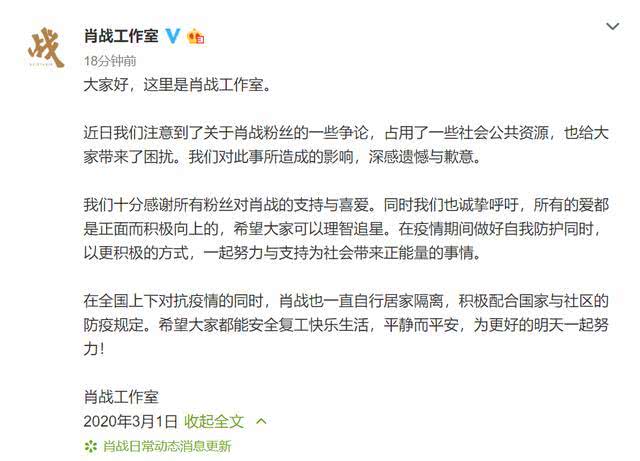 战
肖战工作室
18分钟前
大家好，这里是肖战工作室。
近日我们注意到了关于肖战粉丝的一些争论，占用了一些社会公共资源，也给大
家带来了困扰。我们对此事所造成的影响，深感遗憾与歉意。
我们十分感谢所有粉丝对肖战的支持与喜爱。同时我们也诚挚呼吁，所有的爱都
是正面而积极向上的，希望大家可以理智追星。在疫情期间做好自我防护同时，
以更积极的方式，一起努力与支持为社会带来正能量的事情。
在全国上下对抗疫情的同时，肖战也一直自行居家隔离，积极配合国家与社区的
防疫规定。希望大家都能安全复工快乐生活，平静而平安，为更好的明天一起努
力！
肖战工作室
2020年3月1日 收起全文
肖战日常动态消息更新